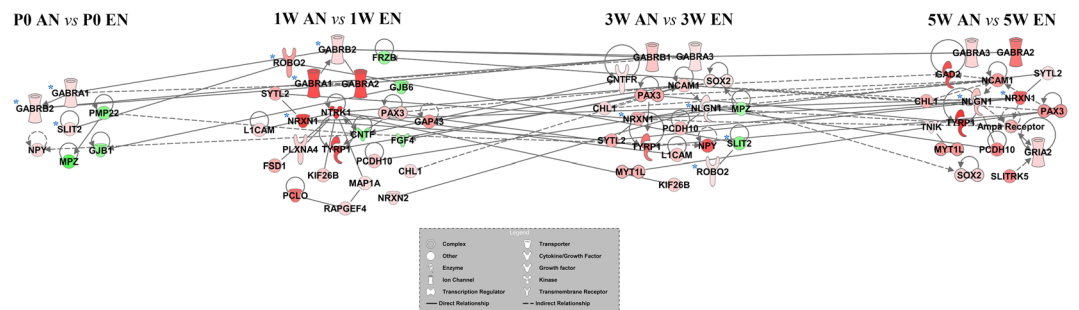 P0 AN vs P0 EN
1W AN vs 1W EN
3W AN vs 3W EN
5W AN vs 5W EN
GABRB2
GABRA1
PMP22
SLIT2
NPY
MPZ
GJB1
ROBO2
GABRB2
FRZB
GABRA1
GABRA2
GJB6
SYTL2
NRXN1
NTRK1
PAX3
GAP43
L1CAM
CNTF
FGF4
PLXNA4
TYRP1
FSD1
KIF26B
PCDH10
CHL1
MAP1A
PCLO
NRXN2
RAPGEF4
CNTFR
GABRB1
GABRA3
SOX2
NCAM1
PAX3
CHL1
NLGN1
MPZ
NRXN1
PCDH10
SYTL2
TYRP1
NPY
SLIT2
L1CAM
MYT1L
ROBO2
KIF26B
GABRA3
GABRA2
GAD2
NCAM1
SYTL2
CHL1
NLGN1
NRXN1
PAX3
TNIK
TYRP1
Ampa Receptor
MYT1L
PCDH10
GRIA2
SOX2
SLITRK5
Legend
Complex
Transporter
Other
Cytokine/Growth Factor
Enzyme
Growth factor
Ion Channel
Kinase
Transcription Regulator
Transmembrane Receptor
Direct Relationship
Indirect Relationship